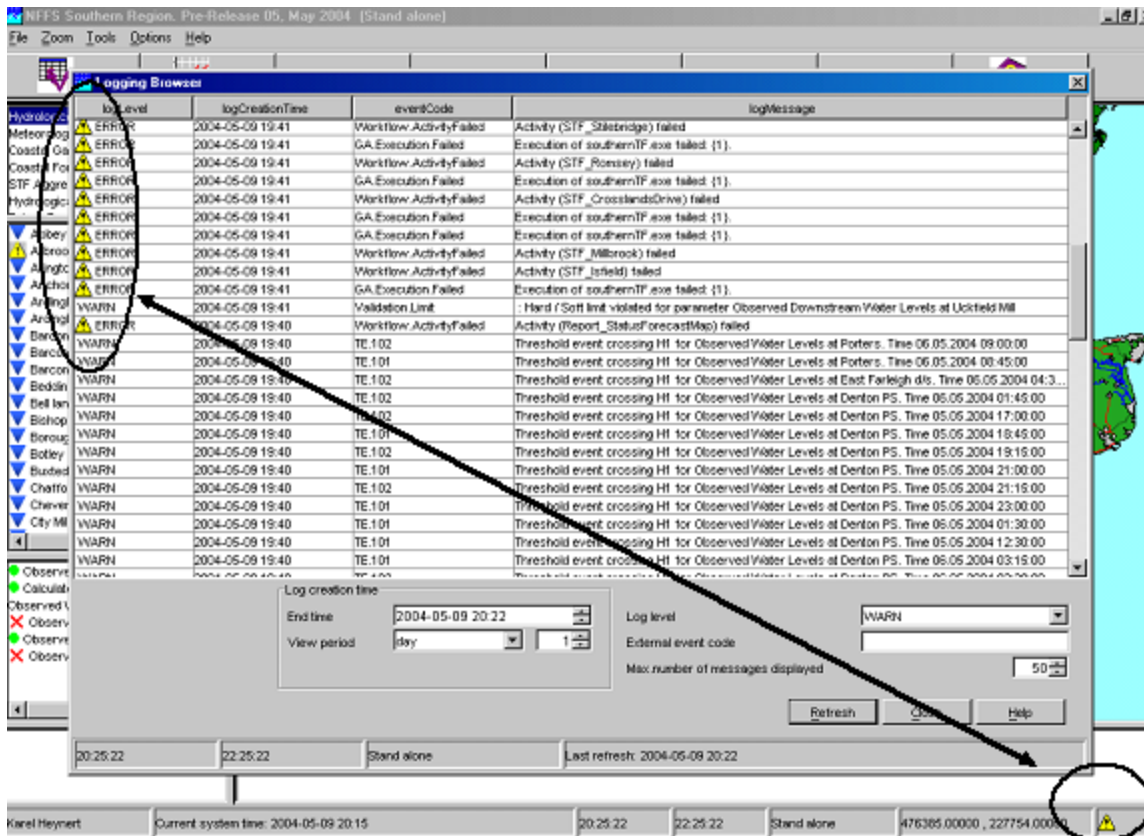 NFFS Southern Region. Pre-Release 05, May 2004 (Stand alone)
File Zoom Tools Options Help
Logging Browser
logLevel logCreationTime eventCode logMessage
ERROR 2004-05-09 19:41 Workflow.ActivityFailed Activity (STF_Stilebridge) failed
ERROR 2004-05-09 19:41 GA.Execution.Failed Execution of southernTF.exe failed: {1}.
ERROR 2004-05-09 19:41 Workflow.ActivityFailed Activity (STF_Romsey) failed
ERROR 2004-05-09 19:41 GA.Execution.Failed Execution of southernTF.exe failed: {1}.
ERROR 2004-05-09 19:41 Workflow.ActivityFailed Activity (STF_CrosslandsDrive) failed
ERROR 2004-05-09 19:41 GA.Execution.Failed Execution of southernTF.exe failed: {1}.
ERROR 2004-05-09 19:41 GA.Execution.Failed Execution of southernTF.exe failed: {1}.
ERROR 2004-05-09 19:41 Workflow.ActivityFailed Activity (STF_Millbrook) failed
ERROR 2004-05-09 19:41 Workflow.ActivityFailed Activity (STF_Isfield) failed
ERROR 2004-05-09 19:41 GA.Execution.Failed Execution of southernTF.exe failed: {1}.
WARN 2004-05-09 19:41 Validation.Limit : Hard / Soft limit violated for parameter Observed Downstream Water Levels at Uckfield Mill
ERROR 2004-05-09 19:40 Workflow.ActivityFailed Activity (Report_StatusForecastMap) failed
WARN 2004-05-09 19:40 TE.102 Threshold event crossing H1 for Observed Water Levels at Porters. Time 06.05.2004 09:00:00
WARN 2004-05-09 19:40 TE.101 Threshold event crossing H1 for Observed Water Levels at Porters. Time 06.05.2004 08:45:00
WARN 2004-05-09 19:40 TE.102 Threshold event crossing H1 for Observed Water Levels at East Farleigh d/s. Time 06.05.2004 04:3...
WARN 2004-05-09 19:40 TE.102 Threshold event crossing H1 for Observed Water Levels at Denton PS. Time 06.05.2004 01:45:00
WARN 2004-05-09 19:40 TE.102 Threshold event crossing H1 for Observed Water Levels at Denton PS. Time 05.05.2004 17:00:00
WARN 2004-05-09 19:40 TE.101 Threshold event crossing H1 for Observed Water Levels at Denton PS. Time 05.05.2004 18:45:00
WARN 2004-05-09 19:40 TE.102 Threshold event crossing H1 for Observed Water Levels at Denton PS. Time 05.05.2004 19:15:00
WARN 2004-05-09 19:40 TE.101 Threshold event crossing H1 for Observed Water Levels at Denton PS. Time 05.05.2004 21:00:00
WARN 2004-05-09 19:40 TE.102 Threshold event crossing H1 for Observed Water Levels at Denton PS. Time 05.05.2004 21:15:00
WARN 2004-05-09 19:40 TE.101 Threshold event crossing H1 for Observed Water Levels at Denton PS. Time 05.05.2004 23:00:00
WARN 2004-05-09 19:40 TE.101 Threshold event crossing H1 for Observed Water Levels at Denton PS. Time 06.05.2004 01:30:00
WARN 2004-05-09 19:40 TE.101 Threshold event crossing H1 for Observed Water Levels at Denton PS. Time 05.05.2004 12:30:00
WARN 2004-05-09 19:40 TE.101 Threshold event crossing H1 for Observed Water Levels at Denton PS. Time 06.05.2004 03:15:00
Abbey
Bell lan
Bishop
Boroug
Botley
Buxted
Chatfo
Chever
City Mil
Observe
Calculat
Observed
Observe
Observe
Observ
Log creation time
End time 2004-05-09 20:22 Log level WARN
View period day 1 External event code
Max.number of messages displayed 50
Refresh Close Help
20:25:22 22:25:22 Stand alone Last refresh: 2004-05-09 20:22
Karel Heynert Current system time: 2004-05-09 20:15 20:25:22 22:25:22 Stand alone 476385.00000 , 227754.000